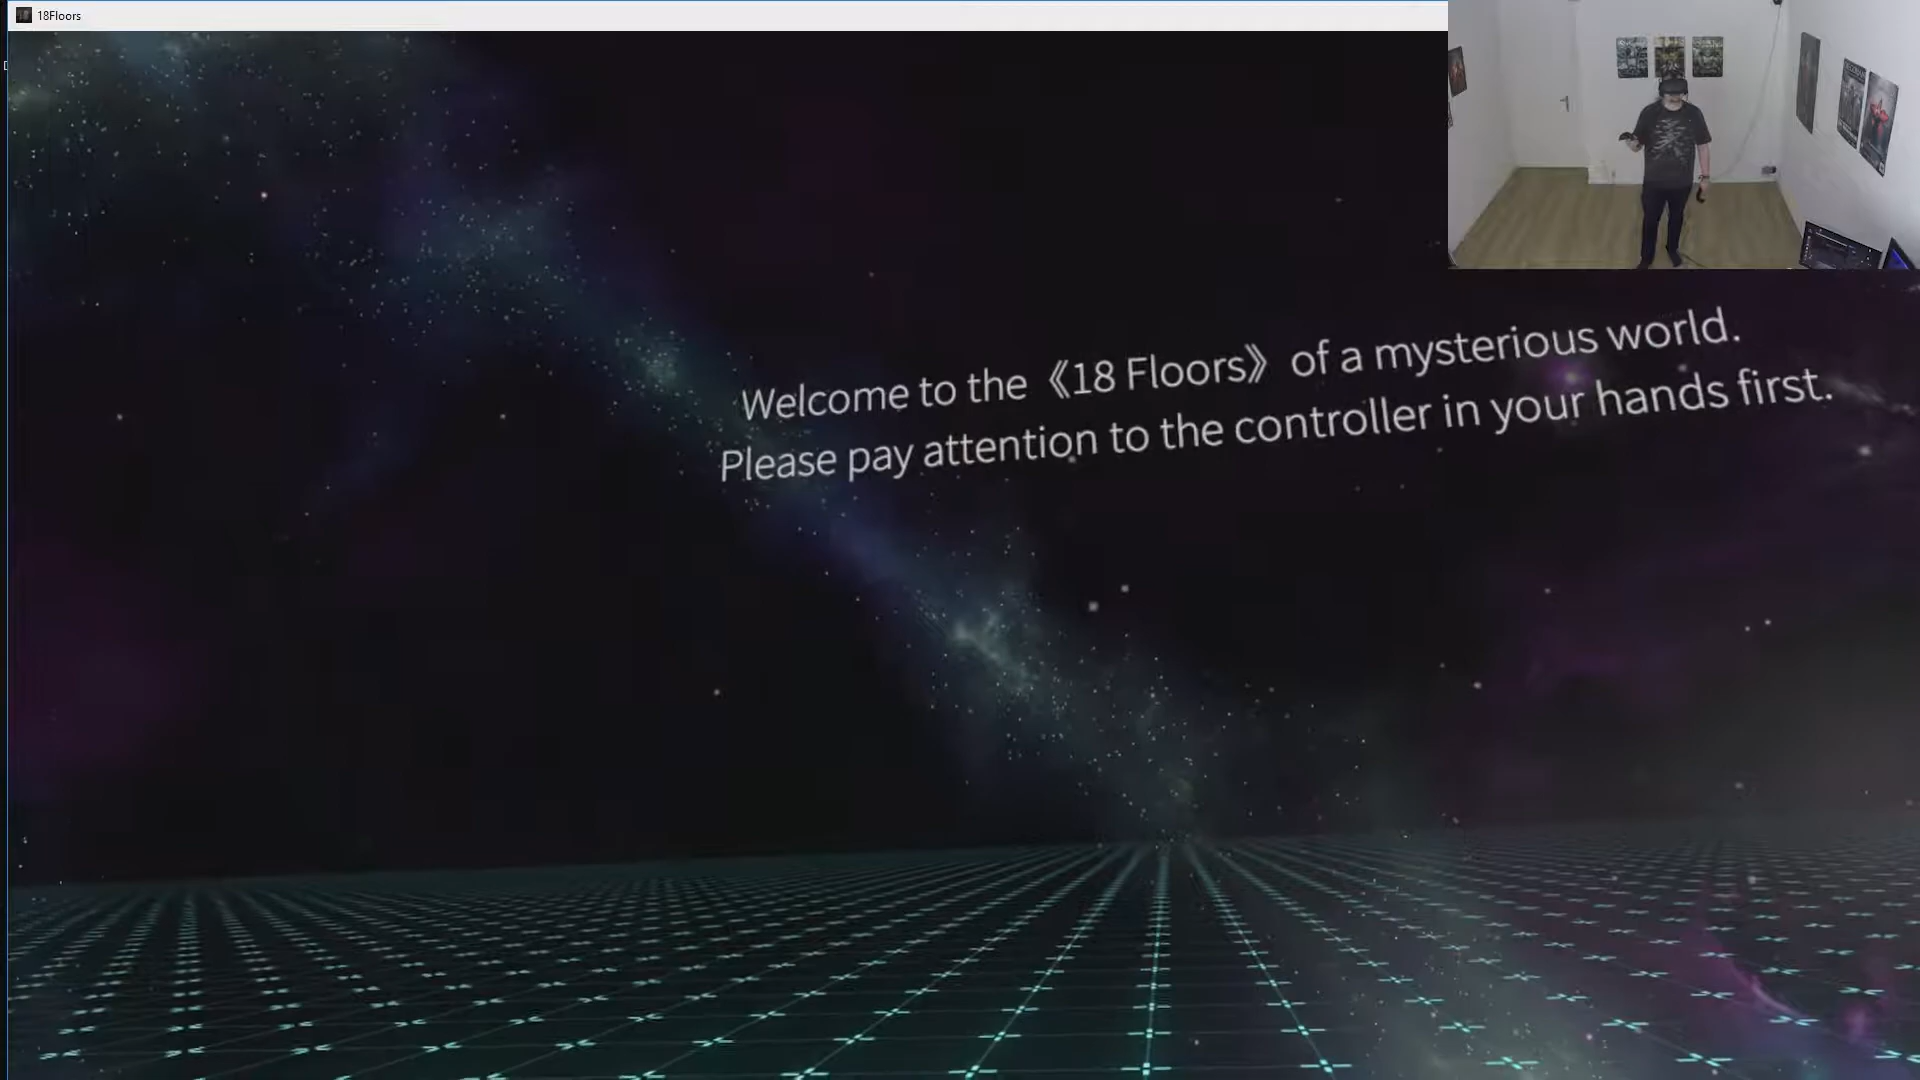 18Floors
Welcome to the 《18 Floors》 of a mysterious world.
Please pay attention to the controller in your hands first.